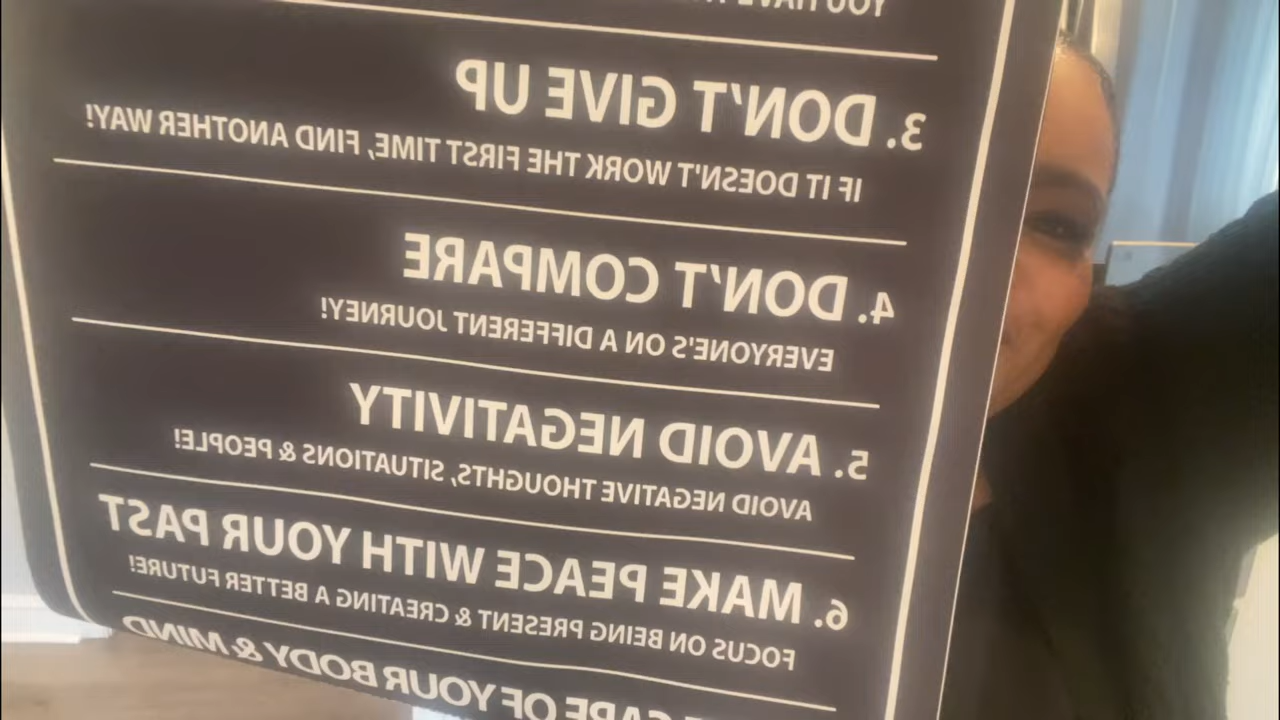 YOU HAVE
3. DON'T GIVE UP
IF IT DOESN'T WORK THE FIRST TIME, FIND ANOTHER WAY!
4. DON'T COMPARE
EVERYONE'S ON A DIFFERENT JOURNEY!
5. AVOID NEGATIVITY
AVOID NEGATIVE THOUGHTS, SITUATIONS & PEOPLE!
6. MAKE PEACE WITH YOUR PAST
FOCUS ON BEING PRESENT & CREATING A BETTER FUTURE!
CARE OF YOUR BODY & MIND